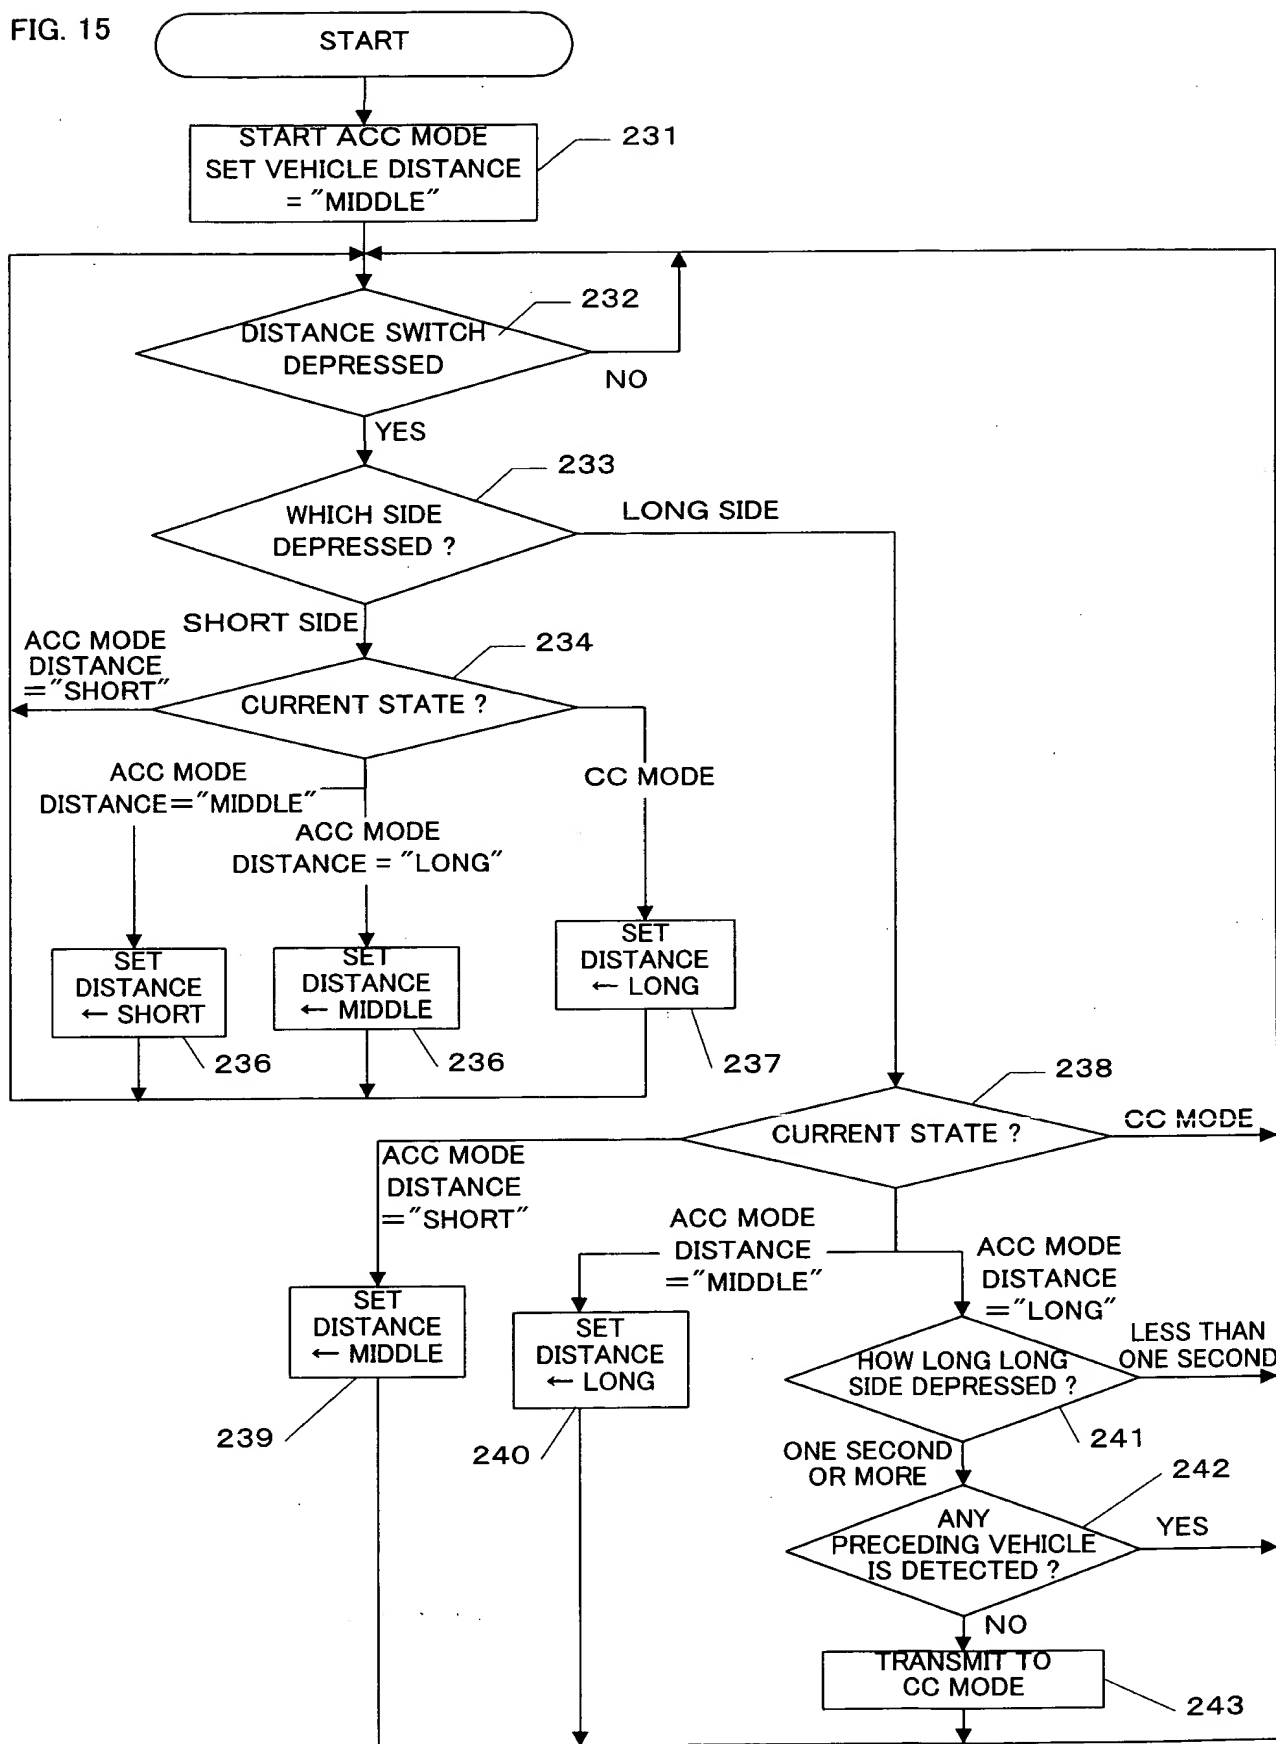 FIG. 15
START
START ACC MODE
SET VEHICLE DISTANCE
= "MIDDLE"
231
232
DISTANCE SWITCH
DEPRESSED
NO
YES
233
WHICH SIDE
DEPRESSED ?
LONG SIDE
SHORT SIDE
ACC MODE
DISTANCE
="SHORT"
234
CURRENT STATE ?
ACC MODE
DISTANCE="MIDDLE"
CC MODE
ACC MODE
DISTANCE = "LONG"
SET
DISTANCE
← SHORT
236
SET
DISTANCE
← MIDDLE
236
SET
DISTANCE
← LONG
237
238
CURRENT STATE ?
CC MODE
ACC MODE
DISTANCE
="SHORT"
ACC MODE
DISTANCE
="MIDDLE"
ACC MODE
DISTANCE
="LONG"
SET
DISTANCE
← MIDDLE
239
SET
DISTANCE
← LONG
240
HOW LONG LONG
SIDE DEPRESSED ?
LESS THAN
ONE SECOND
241
ONE SECOND
OR MORE
242
ANY
PRECEDING VEHICLE
IS DETECTED ?
YES
NO
TRANSMIT TO
CC MODE
243